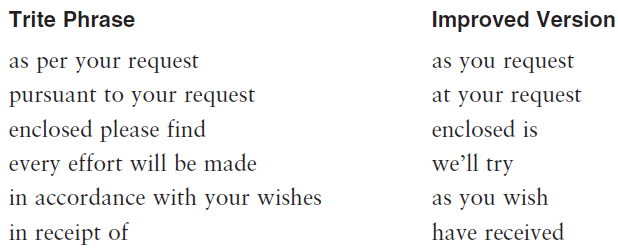 Trite Phrase Improved Version
as per your request as you request
pursuant to your request at your request
enclosed please find enclosed is
every effort will be made we’ll try
in accordance with your wishes as you wish
in receipt of have received